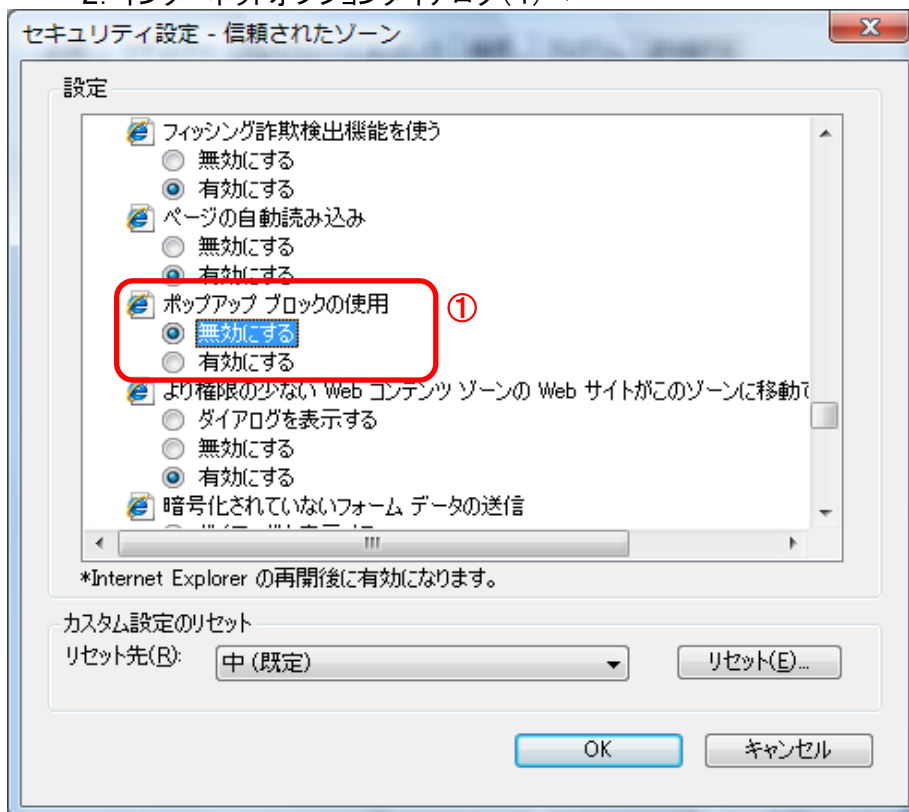 セキュリティ設定 - 信頼されたゾーン
設定
フィッシング詐欺検出機能を使う
無効にする
有効にする
ページの自動読み込み
無効にする
有効にする
ポップアップ ブロックの使用
①
無効にする
有効にする
より権限の少ない Web コンテンツ ゾーンの Web サイトがこのゾーンに移動で
ダイアログを表示する
無効にする
有効にする
暗号化されていないフォーム データの送信
*Internet Explorer の再開後に有効になります。
カスタム設定のリセット
リセット先(R):
中 (既定)
リセット(E)...
OK
キャンセル